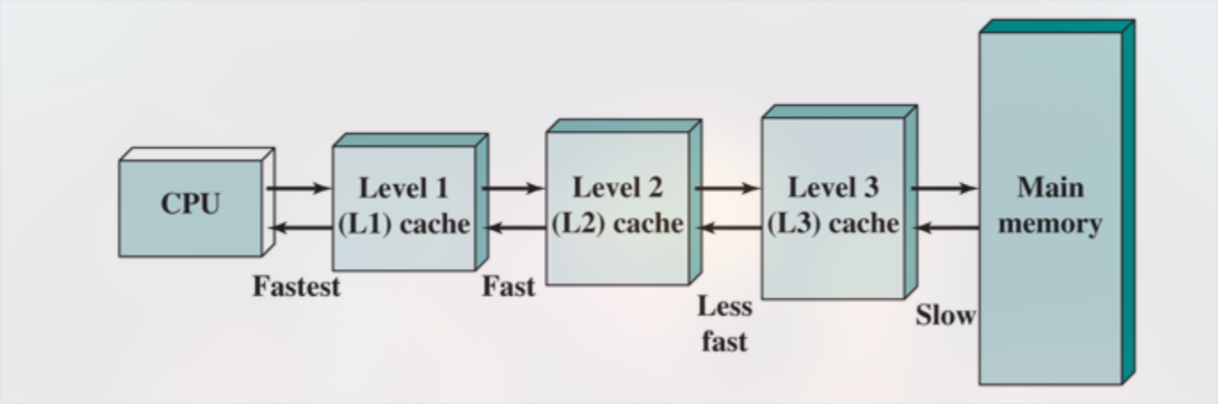 CPU
Level 1
(L1) cache
Level 2
(L2) cache
Level 3
(L3) cache
Main
memory
Fastest
Fast
Less
fast
Slow